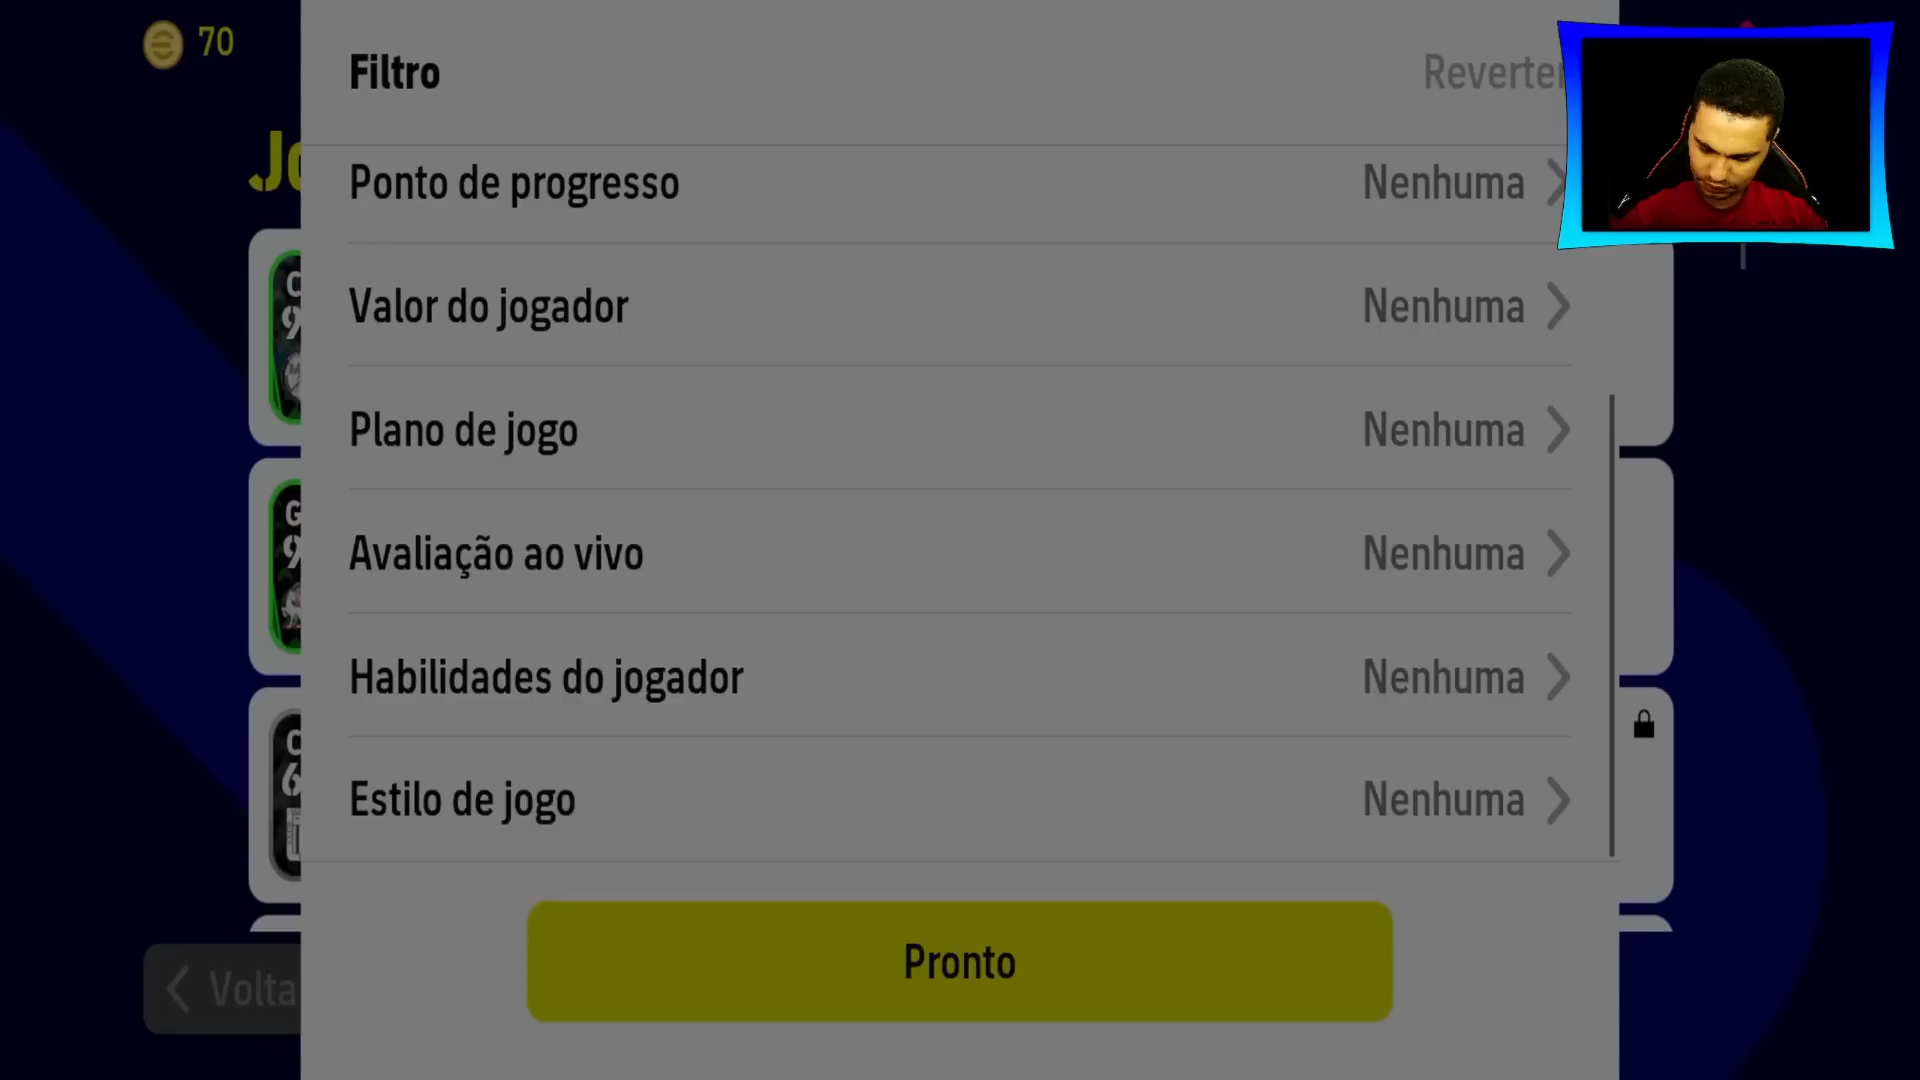 70
Filtro
Reverter
Jo
Ponto de progresso
Nenhuma
Valor do jogador
Nenhuma
Plano de jogo
Nenhuma
Avaliação ao vivo
Nenhuma
Habilidades do jogador
Nenhuma
Estilo de jogo
Nenhuma
Pronto
Volta